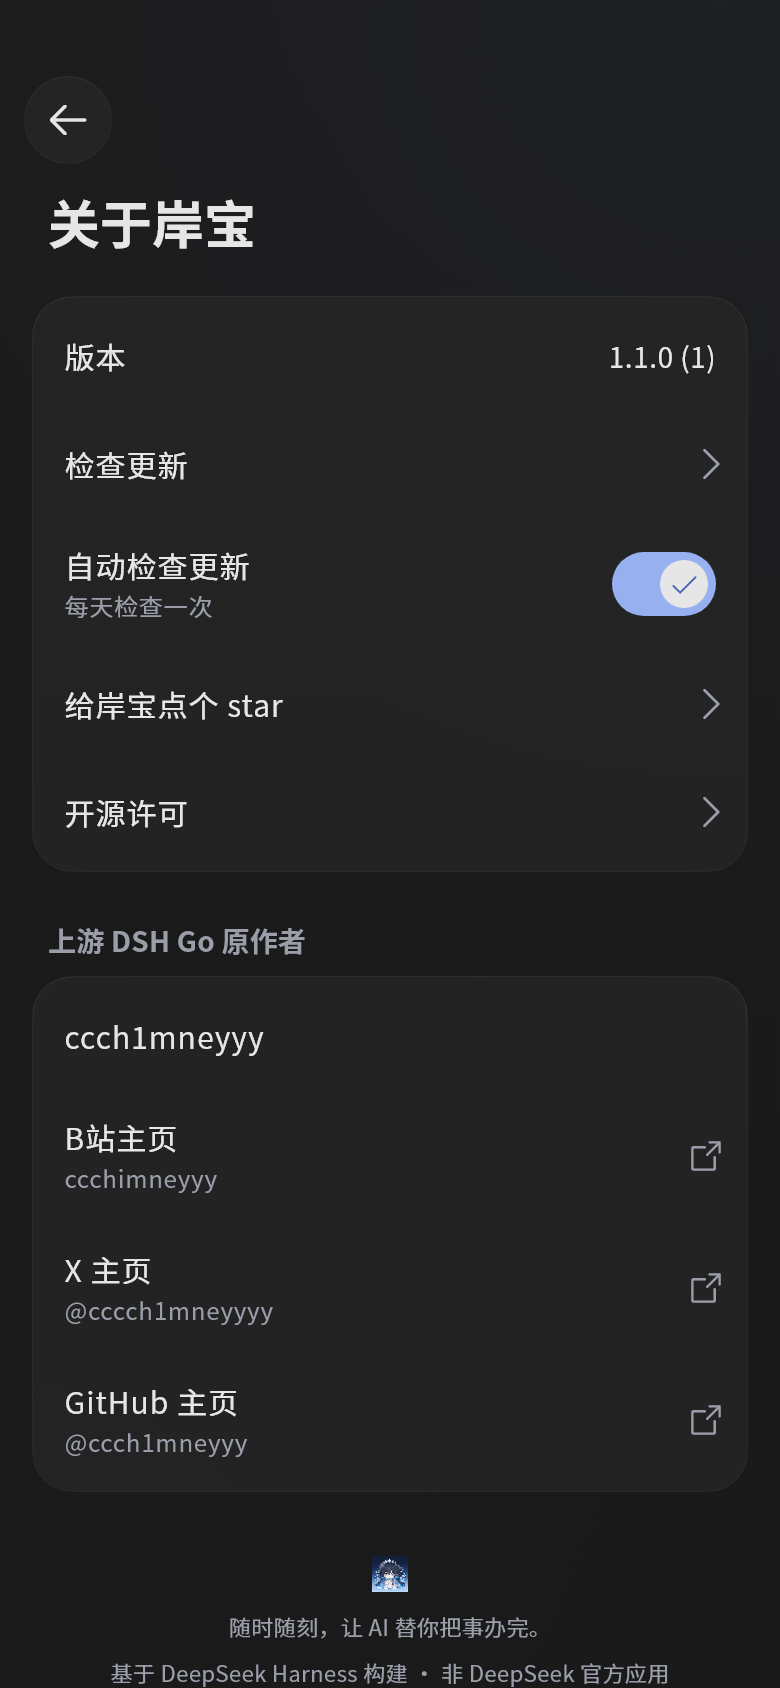 关于岸宝
版本 1.1.0 (1)
检查更新
自动检查更新
每天检查一次
给岸宝点个 star
开源许可
上游 DSH Go 原作者
ccch1mneyyy
B站主页
ccchimneyyy
X 主页
@cccch1mneyyyy
GitHub 主页
@ccch1mneyyy
随时随刻，让 AI 替你把事办完。
基于 DeepSeek Harness 构建 · 非 DeepSeek 官方应用